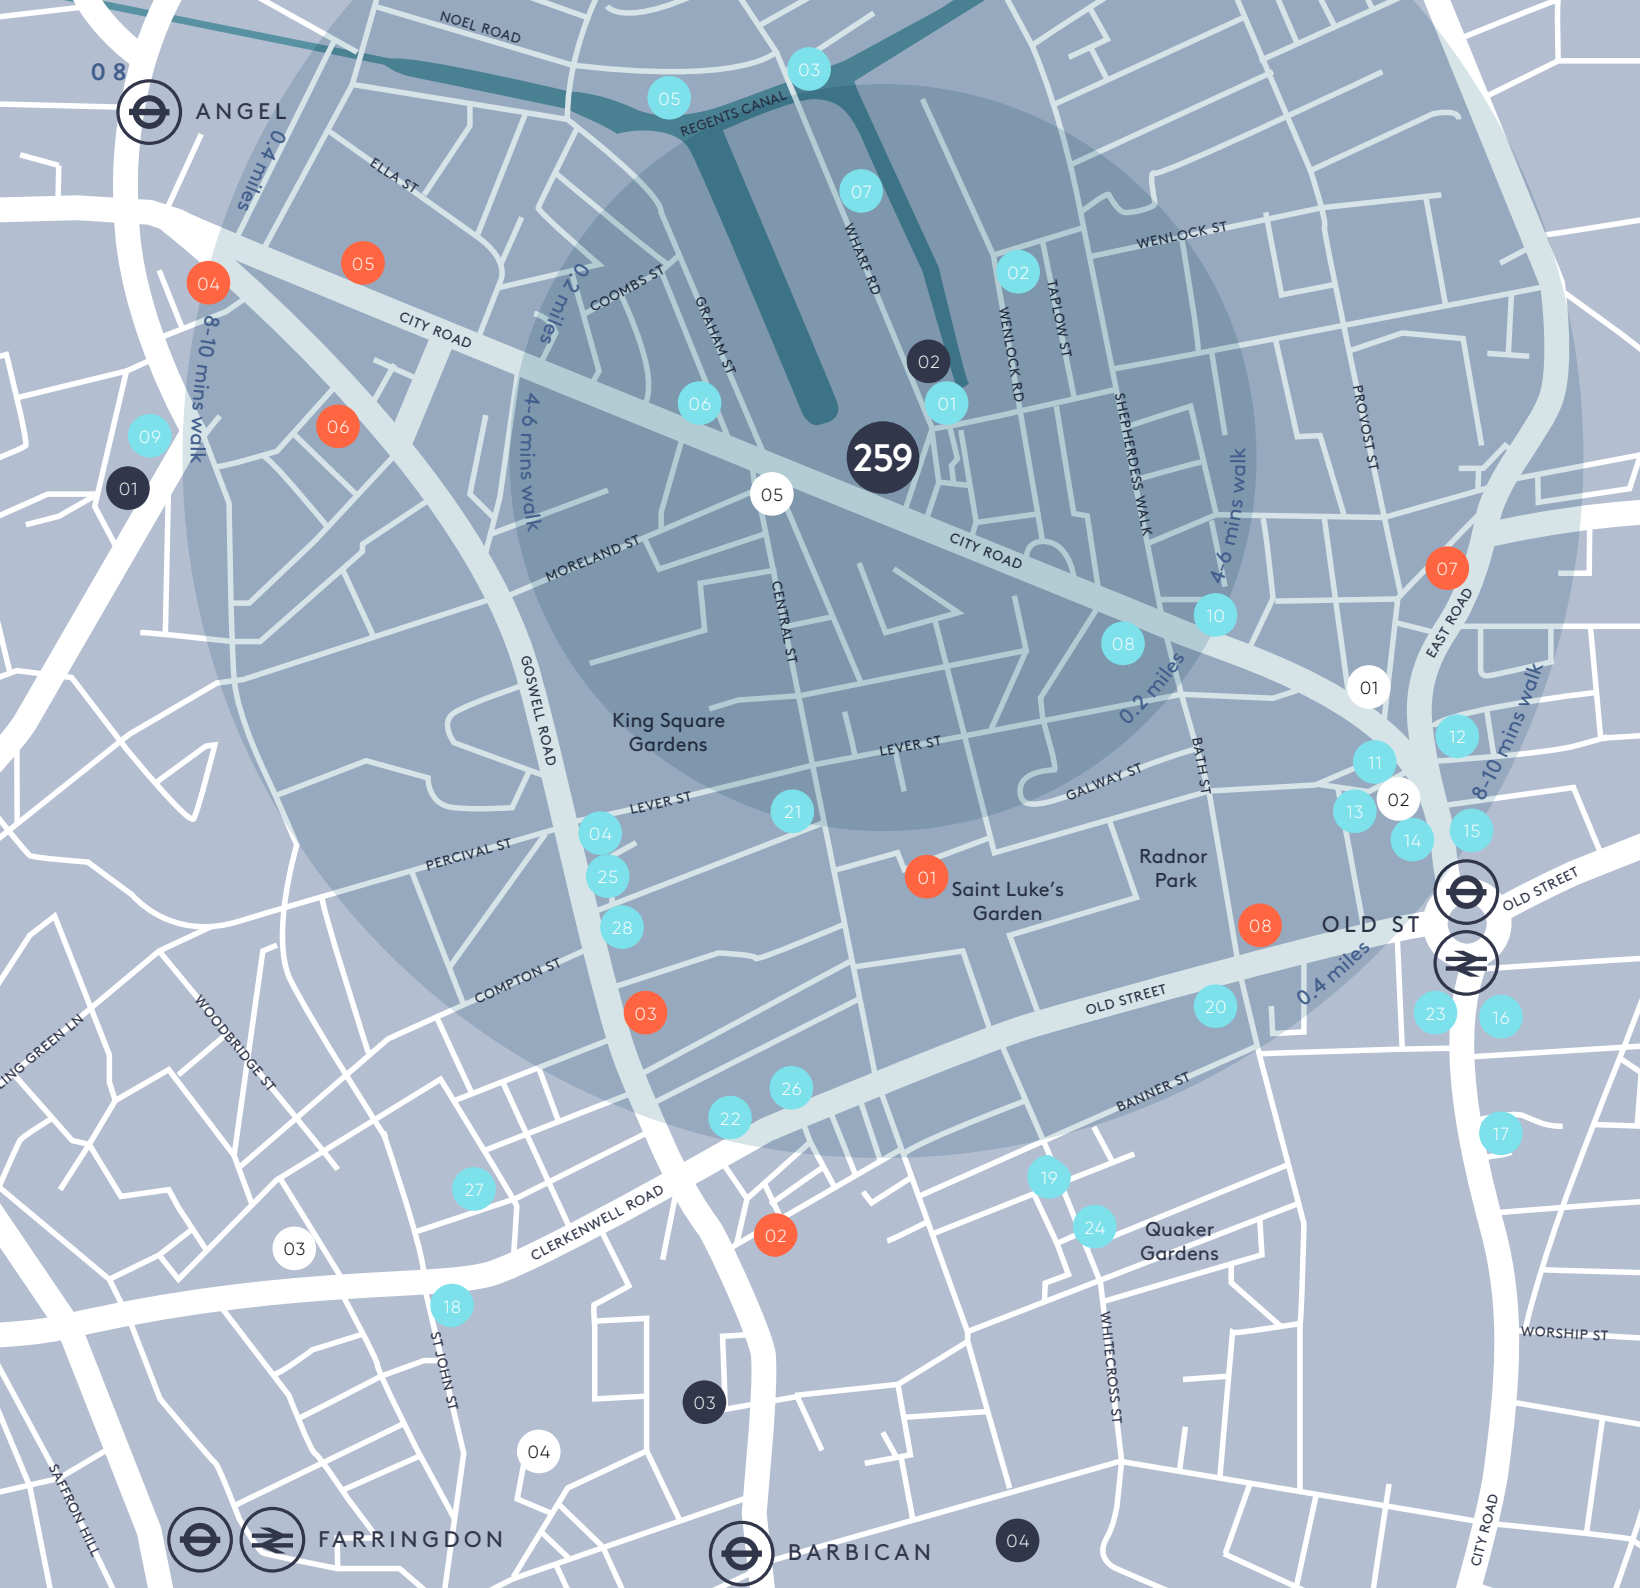 NOEL ROAD
03
08
05
REGENTS CANAL
ANGEL
0.4 miles
ELLA ST
07
WHARF RD
WENLOCK ST
05
04
0.2 miles
COOMBS ST
02
TAPLOW ST
GRAHAM ST
WENLOCK RD
CITY ROAD
8-10 mins walk
02
06
01
PROVOST ST
06
09
4-6 mins walk
SHEPHERDESS WALK
259
01
05
4-6 mins walk
CITY ROAD
MORELAND ST
07
CENTRAL ST
EAST ROAD
10
08
0.2 miles
GOSWELL ROAD
01
8-10 mins walk
King Square
Gardens
LEVER ST
BATH ST
12
11
GALWAY ST
LEVER ST
02
21
13
04
15
14
PERCIVAL ST
Radnor
Park
25
01
Saint Luke's
Garden
OLD STREET
28
08
OLD ST
0.4 miles
COMPTON ST
OLD STREET
20
03
23
16
WOODBRIDGE ST
LING GREEN LN
26
BANNER ST
22
17
27
19
CLERKENWELL ROAD
24
Quaker
Gardens
02
03
18
WORSHIP ST
ST JOHN ST
WHITECROSS ST
03
04
SAFFRON HILL
FARRINGDON
BARBICAN
04
CITY ROAD